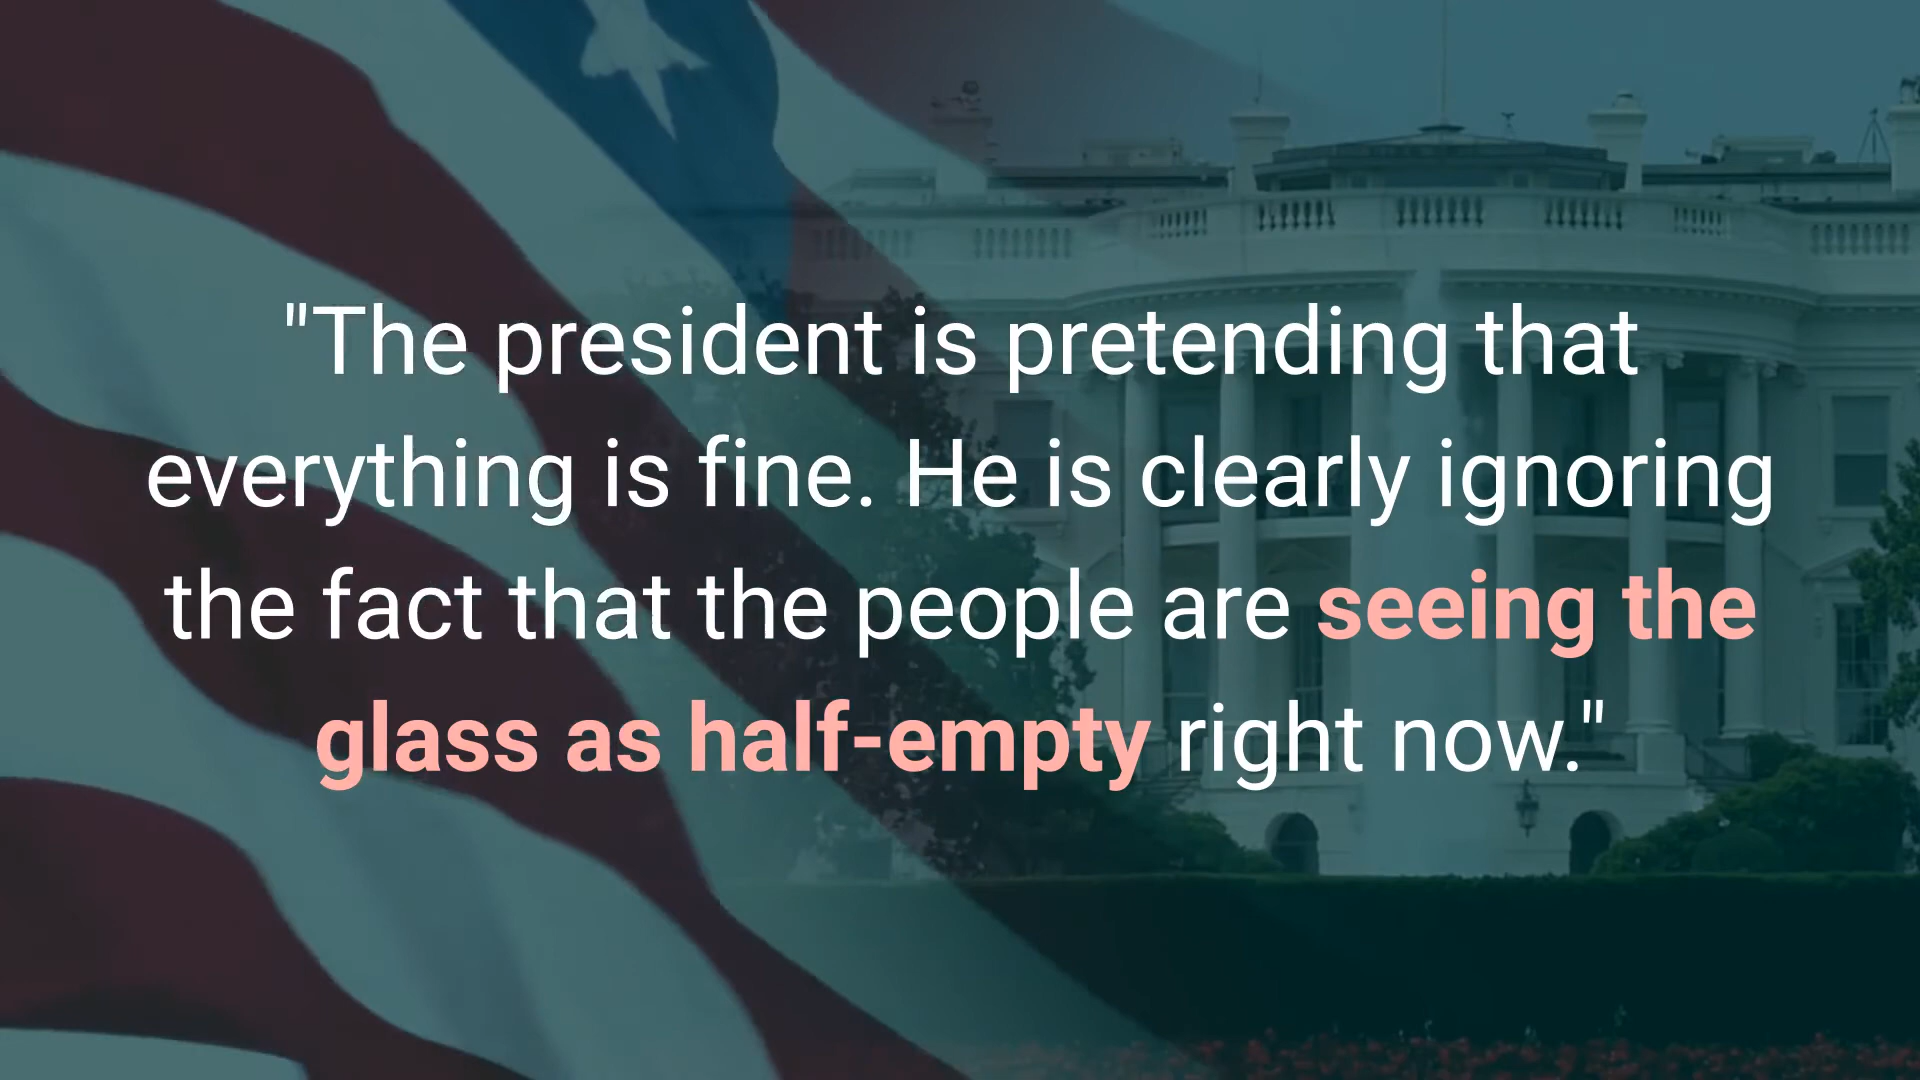 "The president is pretending that
everything is fine. He is clearly ignoring
the fact that the people are seeing the
glass as half-empty right now."